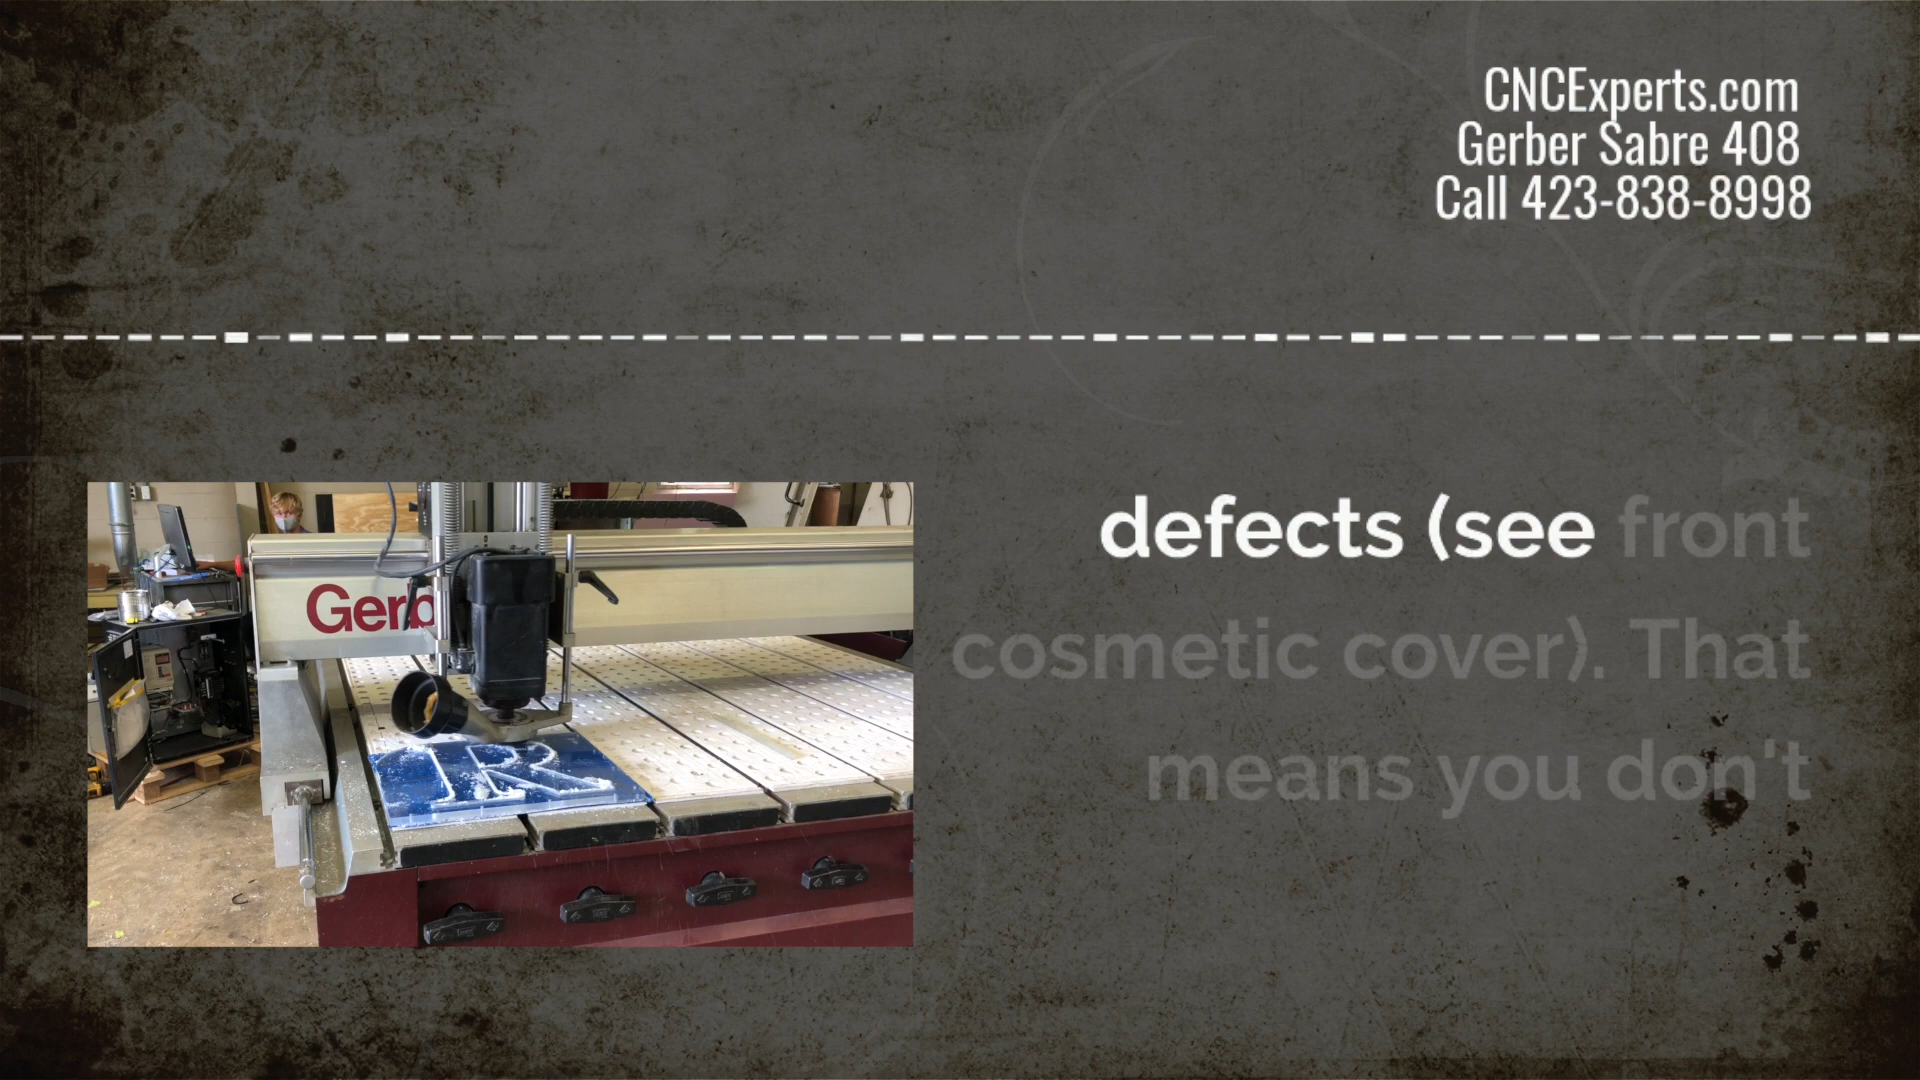 CNCExperts.com
Gerber Sabre 408
Call 423-838-8998
defects (see front
cosmetic cover). That
means you don't
Gerb
R